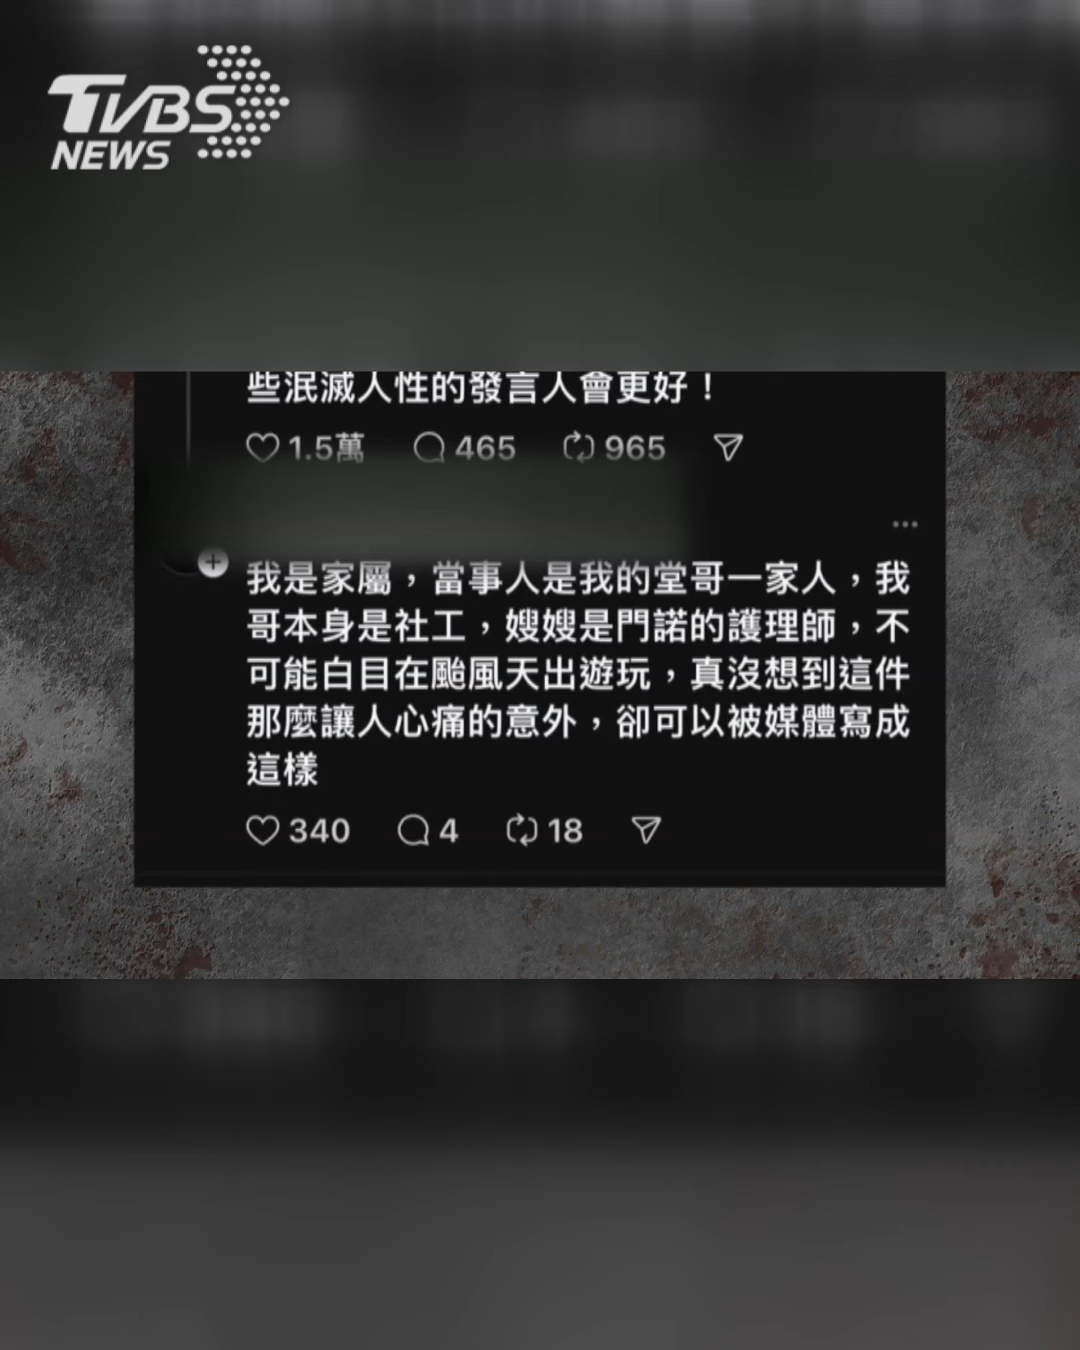 TVBS
NEWS
些泯滅人性的發言人會更好！
1.5萬 465 965
我是家屬，當事人是我的堂哥一家人，我
哥本身是社工，嫂嫂是門諾的護理師，不
可能白目在颱風天出遊玩，真沒想到這件
那麼讓人心痛的意外，卻可以被媒體寫成
這樣
340 4 18